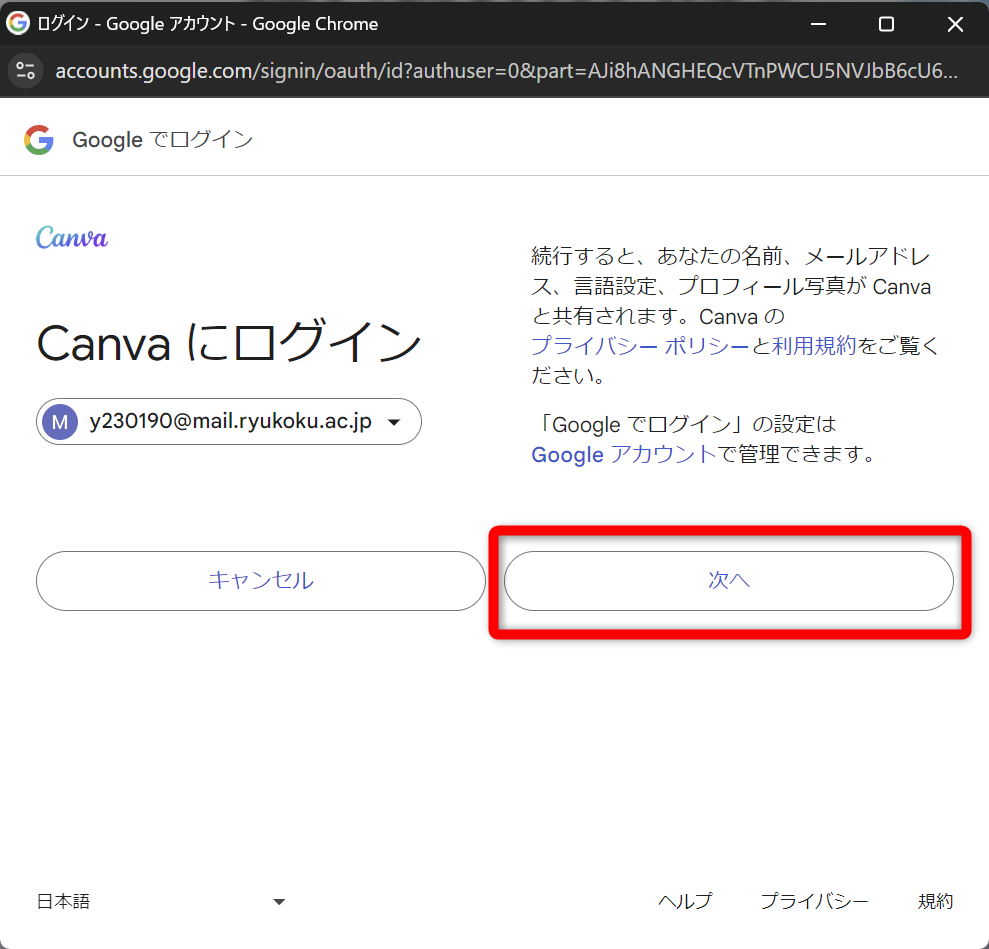 ログイン - Google アカウント - Google Chrome
accounts.google.com/signin/oauth/id?authuser=0&part=AJi8hANGHEQcVTnPWCU5NVJbB6cU6...
Google でログイン
Canva
Canva にログイン
M y230190@mail.ryukoku.ac.jp
続行すると、あなたの名前、メールアドレ
ス、言語設定、プロフィール写真が Canva
と共有されます。Canva の
プライバシー ポリシーと利用規約をご覧く
ださい。
「Google でログイン」の設定は
Google アカウントで管理できます。
キャンセル
次へ
日本語
ヘルプ プライバシー 規約